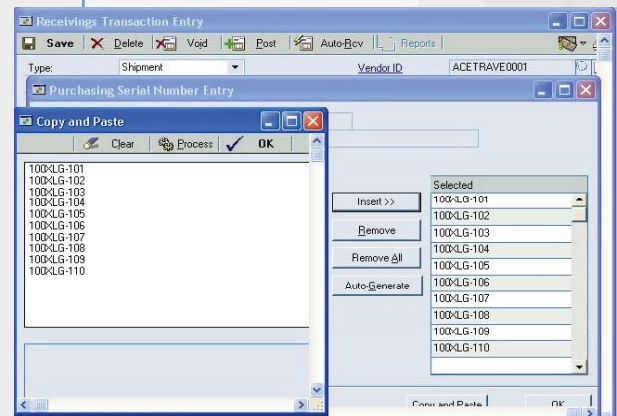 Receivings Transaction Entry
Save Delete Void Post Auto-Rcv Reports
Type: Shipment Vendor ID ACETRAVE0001
Purchasing Serial Number Entry
Copy and Paste
Clear Process OK
100XLG-101
100XLG-102
100XLG-103
100XLG-104
100XLG-105
100XLG-106
100XLG-107
100XLG-108
100XLG-109
100XLG-110
Insert >>
Remove
Remove All
Auto-Generate
Selected
100XLG-101
100XLG-102
100XLG-103
100XLG-104
100XLG-105
100XLG-106
100XLG-107
100XLG-108
100XLG-109
100XLG-110
Copy and Paste OK